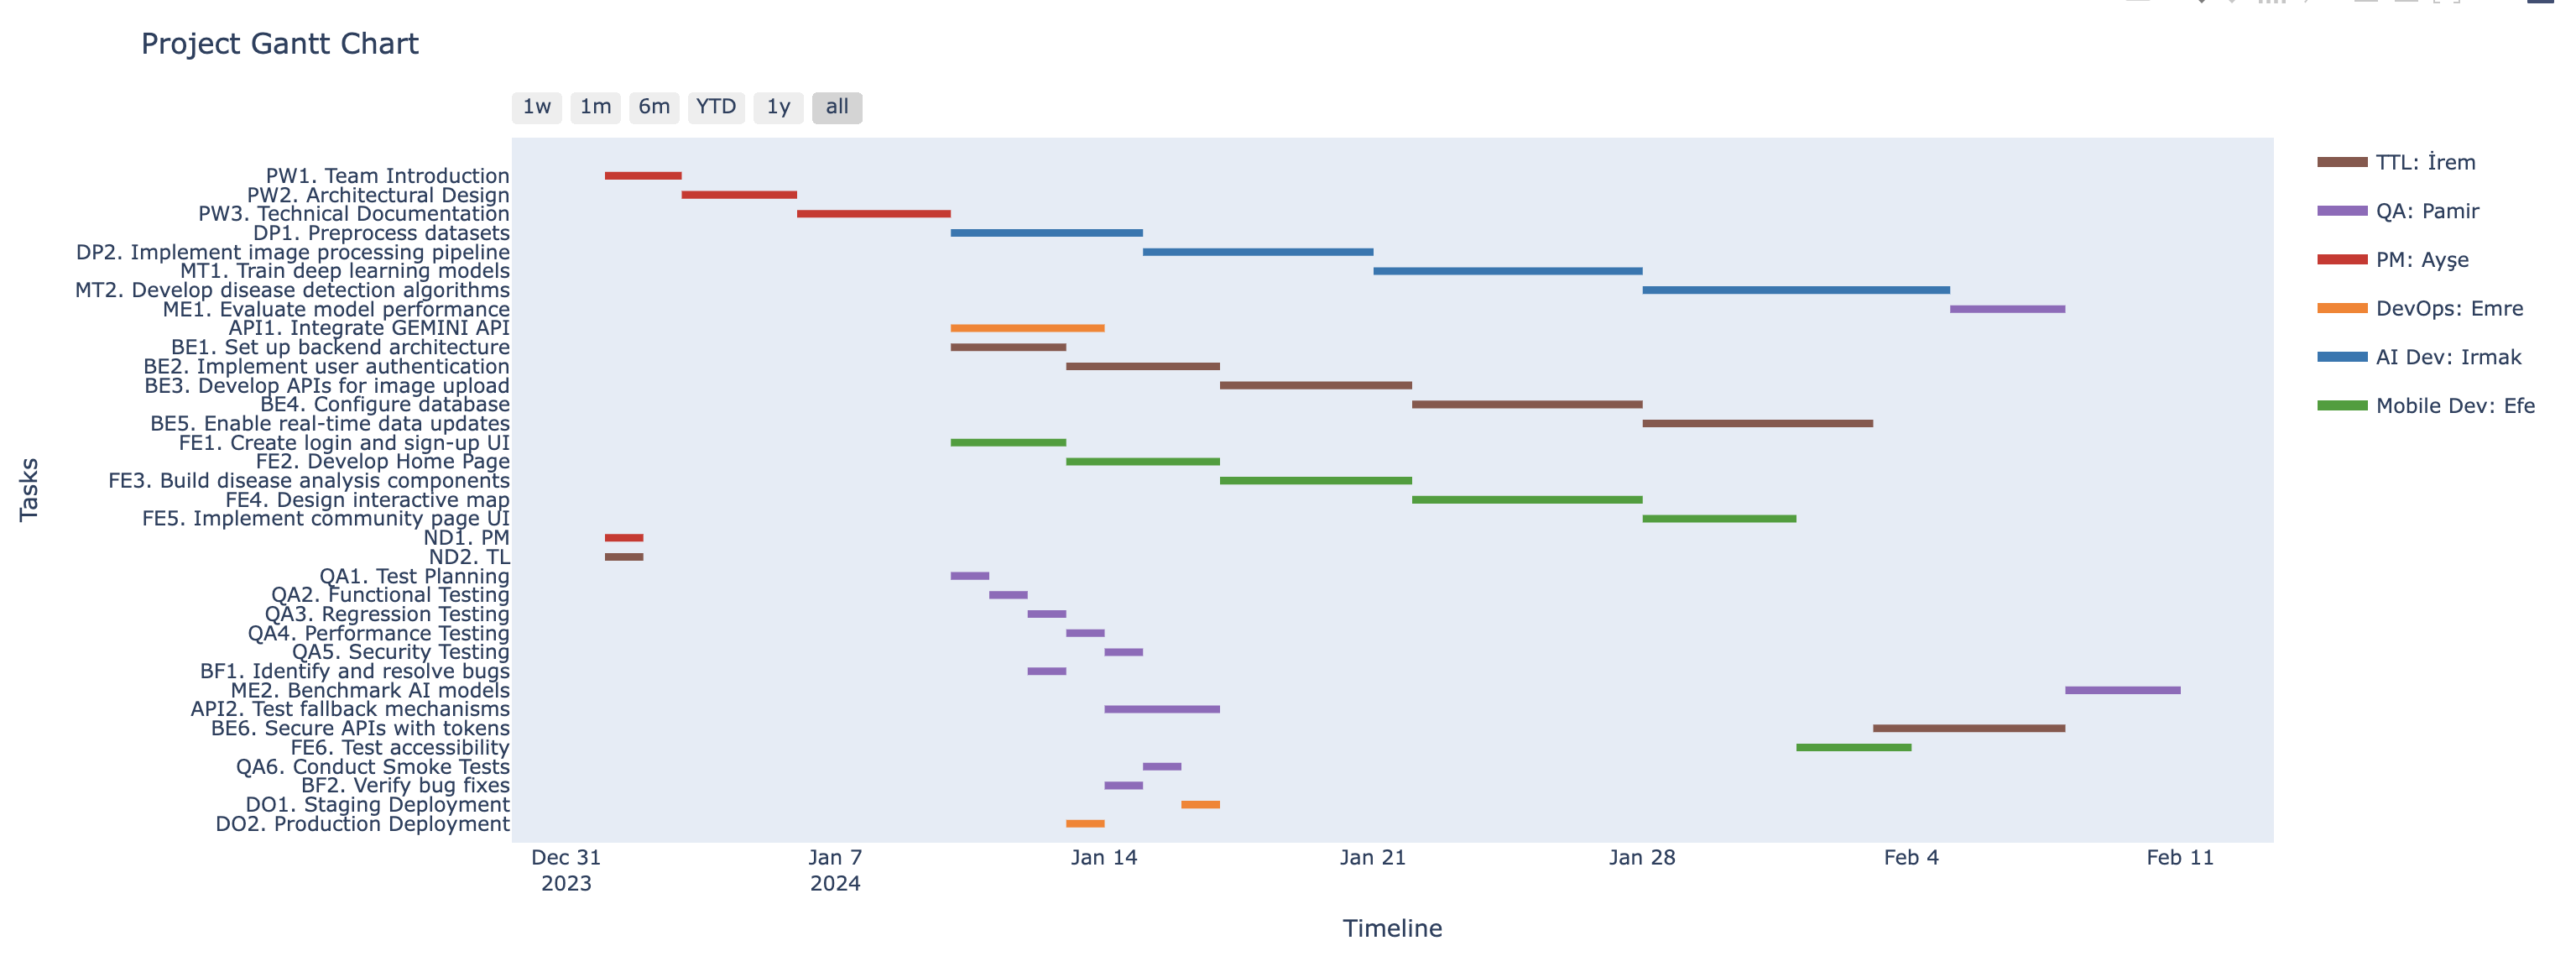 Project Gantt Chart
1w 1m 6m YTD 1y all
PW1. Team Introduction
PW2. Architectural Design
PW3. Technical Documentation
DP1. Preprocess datasets
DP2. Implement image processing pipeline
MT1. Train deep learning models
MT2. Develop disease detection algorithms
ME1. Evaluate model performance
API1. Integrate GEMINI API
BE1. Set up backend architecture
BE2. Implement user authentication
BE3. Develop APIs for image upload
BE4. Configure database
BE5. Enable real-time data updates
FE1. Create login and sign-up UI
FE2. Develop Home Page
FE3. Build disease analysis components
FE4. Design interactive map
FE5. Implement community page UI
ND1. PM
ND2. TL
QA1. Test Planning
QA2. Functional Testing
QA3. Regression Testing
QA4. Performance Testing
QA5. Security Testing
BF1. Identify and resolve bugs
ME2. Benchmark AI models
API2. Test fallback mechanisms
BE6. Secure APIs with tokens
FE6. Test accessibility
QA6. Conduct Smoke Tests
BF2. Verify bug fixes
DO1. Staging Deployment
DO2. Production Deployment
Tasks
Dec 31 Jan 7 Jan 14 Jan 21 Jan 28 Feb 4 Feb 11
2023 2024
Timeline
TTL: İrem
QA: Pamir
PM: Ayşe
DevOps: Emre
AI Dev: Irmak
Mobile Dev: Efe